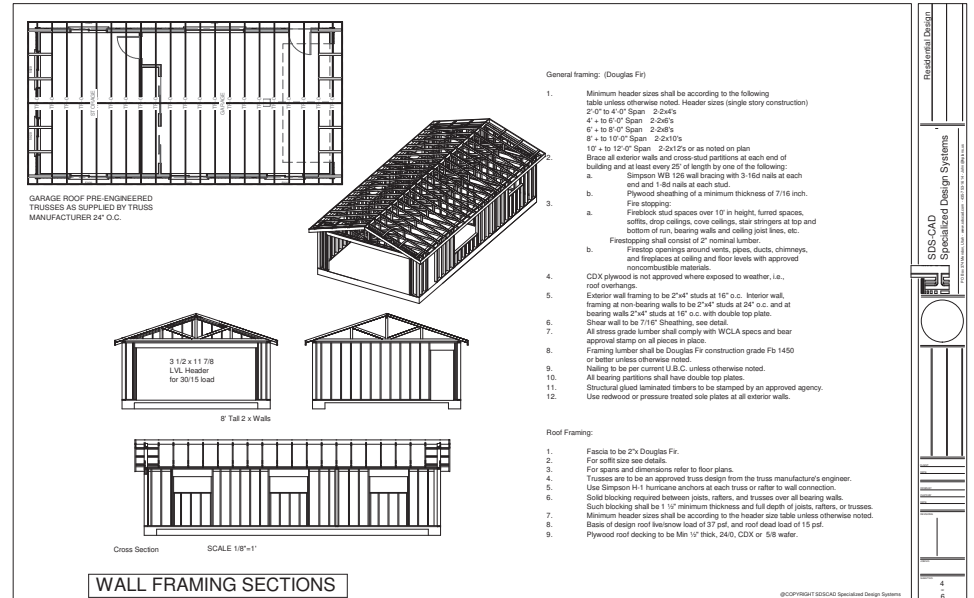 STORAGE
GARAGE
GARAGE ROOF PRE-ENGINEERED
TRUSSES AS SUPPLIED BY TRUSS
MANUFACTURER 24" O.C.
3 1/2 x 11 7/8
LVL Header
for 30/15 load
8' Tall 2 x Walls
Cross Section SCALE 1/8"=1'
WALL FRAMING SECTIONS
General framing: (Douglas Fir)
1. Minimum header sizes shall be according to the following
table unless otherwise noted. Header sizes (single story construction)
2'-0" to 4'-0" Span 2-2x4's
4' + to 6'-0" Span 2-2x6's
6' + to 8'-0" Span 2-2x8's
8' + to 10'-0" Span 2-2x10's
10' + to 12'-0" Span 2-2x12's or as noted on plan
2. Brace all exterior walls and cross-stud partitions at each end of
building and at least every 25' of length by one of the following:
a. Simpson WB 126 wall bracing with 3-16d nails at each
end and 1-8d nails at each stud.
b. Plywood sheathing of a minimum thickness of 7/16 inch.
3. Fire stopping:
a. Fireblock stud spaces over 10' in height, furred spaces,
soffits, drop ceilings, cove ceilings, stair stringers at top and
bottom of run, bearing walls and ceiling joist lines, etc.
Firestopping shall consist of 2" nominal lumber.
b. Firestop openings around vents, pipes, ducts, chimneys,
and fireplaces at ceiling and floor levels with approved
noncombustible materials.
4. CDX plywood is not approved where exposed to weather, i.e.,
roof overhangs.
5. Exterior wall framing to be 2"x4" studs at 16" o.c. Interior wall,
framing at non-bearing walls to be 2"x4" studs at 24" o.c. and at
bearing walls 2"x4" studs at 16" o.c. with double top plate.
6. Shear wall to be 7/16" Sheathing, see detail.
7. All stress grade lumber shall comply with WCLA specs and bear
approval stamp on all pieces in place.
8. Framing lumber shall be Douglas Fir construction grade Fb 1450
or better unless otherwise noted.
9. Nailing to be per current U.B.C. unless otherwise noted.
10. All bearing partitions shall have double top plates.
11. Structural glued laminated timbers to be stamped by an approved agency.
12. Use redwood or pressure treated sole plates at all exterior walls.
Roof Framing:
1. Fascia to be 2"x Douglas Fir.
2. For soffit size see details.
3. For spans and dimensions refer to floor plans.
4. Trusses are to be an approved truss design from the truss manufacture's engineer.
5. Use Simpson H-1 hurricane anchors at each truss or rafter to wall connection.
6. Solid blocking required between joists, rafters, and trusses over all bearing walls.
Such blocking shall be 1 ½" minimum thickness and full depth of joists, rafters, or trusses.
7. Minimum header sizes shall be according to the header size table unless otherwise noted.
8. Basis of design roof live/snow load of 37 psf, and roof dead load of 15 psf.
9. Plywood roof decking to be Min ½" thick, 24/0, CDX or 5/8 wafer.
@COPYRIGHT SDSCAD Specialized Design Systems
Residential Design
SDS-CAD
Specialized Design Systems
4
-
6